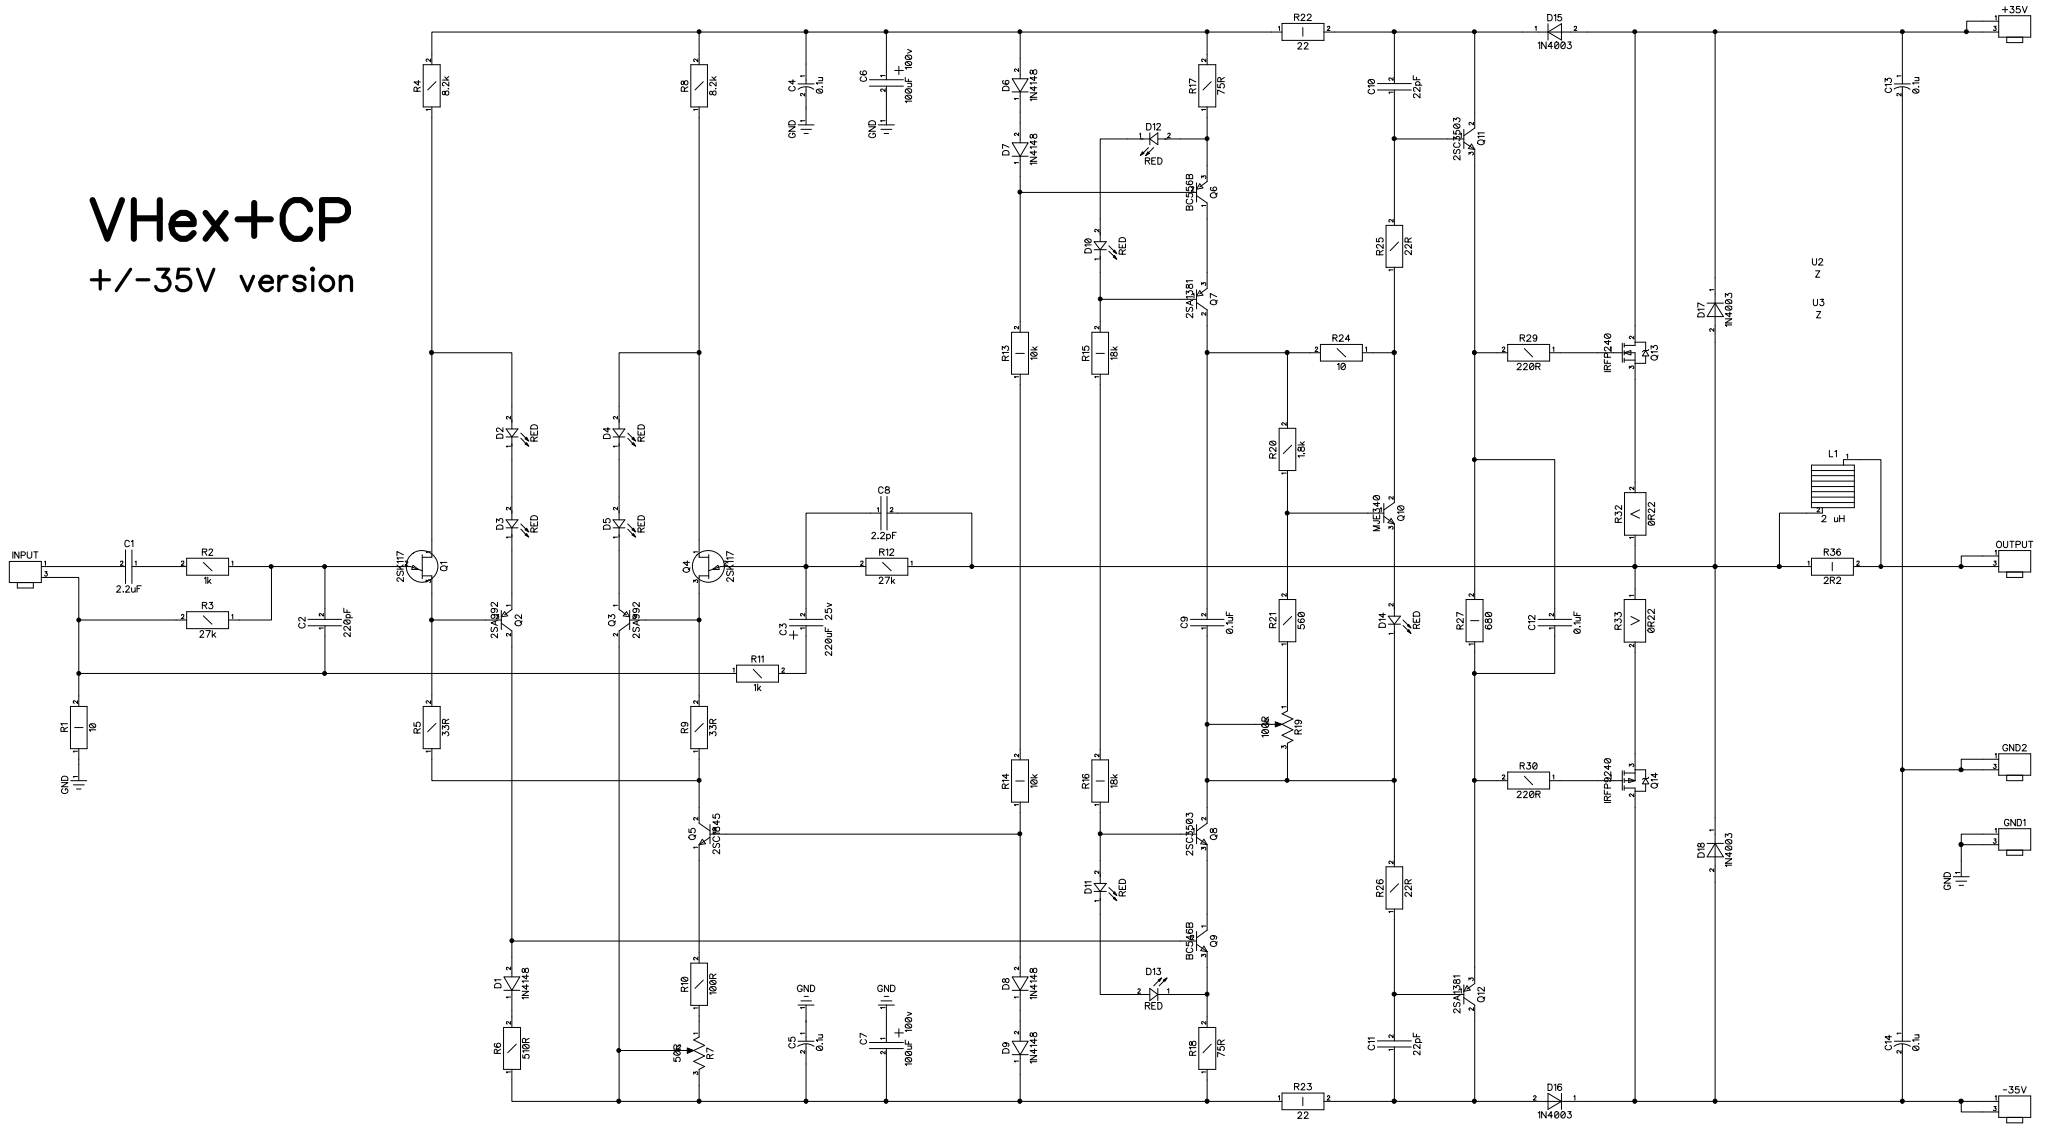 VHex+CP
+/-35V version
R22
22
D15
1N4003
+35V
R4
8.2k
R8
8.2k
C4
0.1u
GND
C6
100uF 100v
GND
D6
1N4148
D7
1N4148
R17
75R
D12
RED
BC556B
Q6
D10
RED
2SA1381
Q7
C10
22pF
R25
22R
2SC3503
Q11
C13
0.1u
U2
Z
U3
Z
D17
1N4003
R13
10k
R15
18k
R24
10
R29
220R
IRFP240
Q13
D2
RED
D4
RED
R20
1.8k
L1
2 uH
R32
0R22
D3
RED
D5
RED
C8
2.2pF
MJE340
Q10
INPUT
C1
2.2uF
R2
1k
2SK117
Q1
Q4
2SK117
R12
27k
R36
2R2
OUTPUT
R3
27k
C2
220pF
2SA992
Q2
Q3
2SA992
C3
220uF 25v
C9
0.1uF
R21
560
D14
RED
R27
680
C12
0.1uF
R33
0R22
R11
1k
R1
10
GND
R5
33R
R9
33R
100R
R19
R14
10k
R16
18k
R30
220R
IRFP9240
Q14
GND2
Q5
2SC1845
2SC3503
Q8
GND1
GND
D18
1N4003
D11
RED
R26
22R
BC546B
Q9
D1
1N4148
R10
100R
GND
GND
D8
1N4148
D13
RED
2SA1381
Q12
R6
510R
50R
R7
C5
0.1u
C7
100uF 100v
D9
1N4148
R18
75R
C11
22pF
C14
0.1u
R23
22
D16
1N4003
-35V